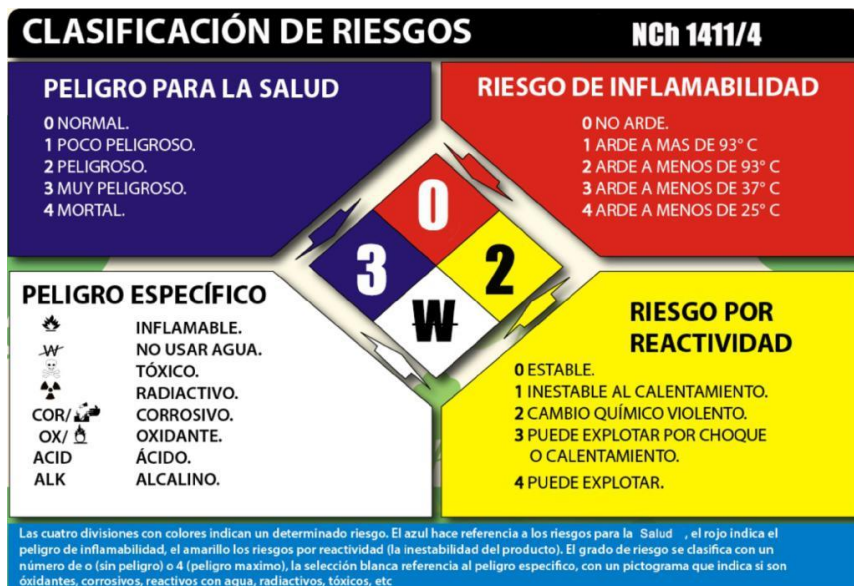 CLASIFICACIÓN DE RIESGOS
NCh 1411/4
PELIGRO PARA LA SALUD
0 NORMAL.
1 POCO PELIGROSO.
2 PELIGROSO.
3 MUY PELIGROSO.
4 MORTAL.
RIESGO DE INFLAMABILIDAD
0 NO ARDE.
1 ARDE A MAS DE 93° C
2 ARDE A MENOS DE 93° C
3 ARDE A MENOS DE 37° C
4 ARDE A MENOS DE 25° C
0
3
2
W
PELIGRO ESPECÍFICO
INFLAMABLE.
W NO USAR AGUA.
TÓXICO.
RADIACTIVO.
COR/ CORROSIVO.
OX/ OXIDANTE.
ACID ÁCIDO.
ALK ALCALINO.
RIESGO POR
REACTIVIDAD
0 ESTABLE.
1 INESTABLE AL CALENTAMIENTO.
2 CAMBIO QUÍMICO VIOLENTO.
3 PUEDE EXPLOTAR POR CHOQUE
O CALENTAMIENTO.
4 PUEDE EXPLOTAR.
Las cuatro divisiones con colores indican un determinado riesgo. El azul hace referencia a los riesgos para la Salud , el rojo indica el
peligro de inflamabilidad, el amarillo los riesgos por reactividad (la inestabilidad del producto). El grado de riesgo se clasifica con un
número de o (sin peligro) o 4 (peligro maximo), la selección blanca referencia al peligro especifico, con un pictograma que indica si son
óxidantes, corrosivos, reactivos con agua, radiactivos, tóxicos, etc